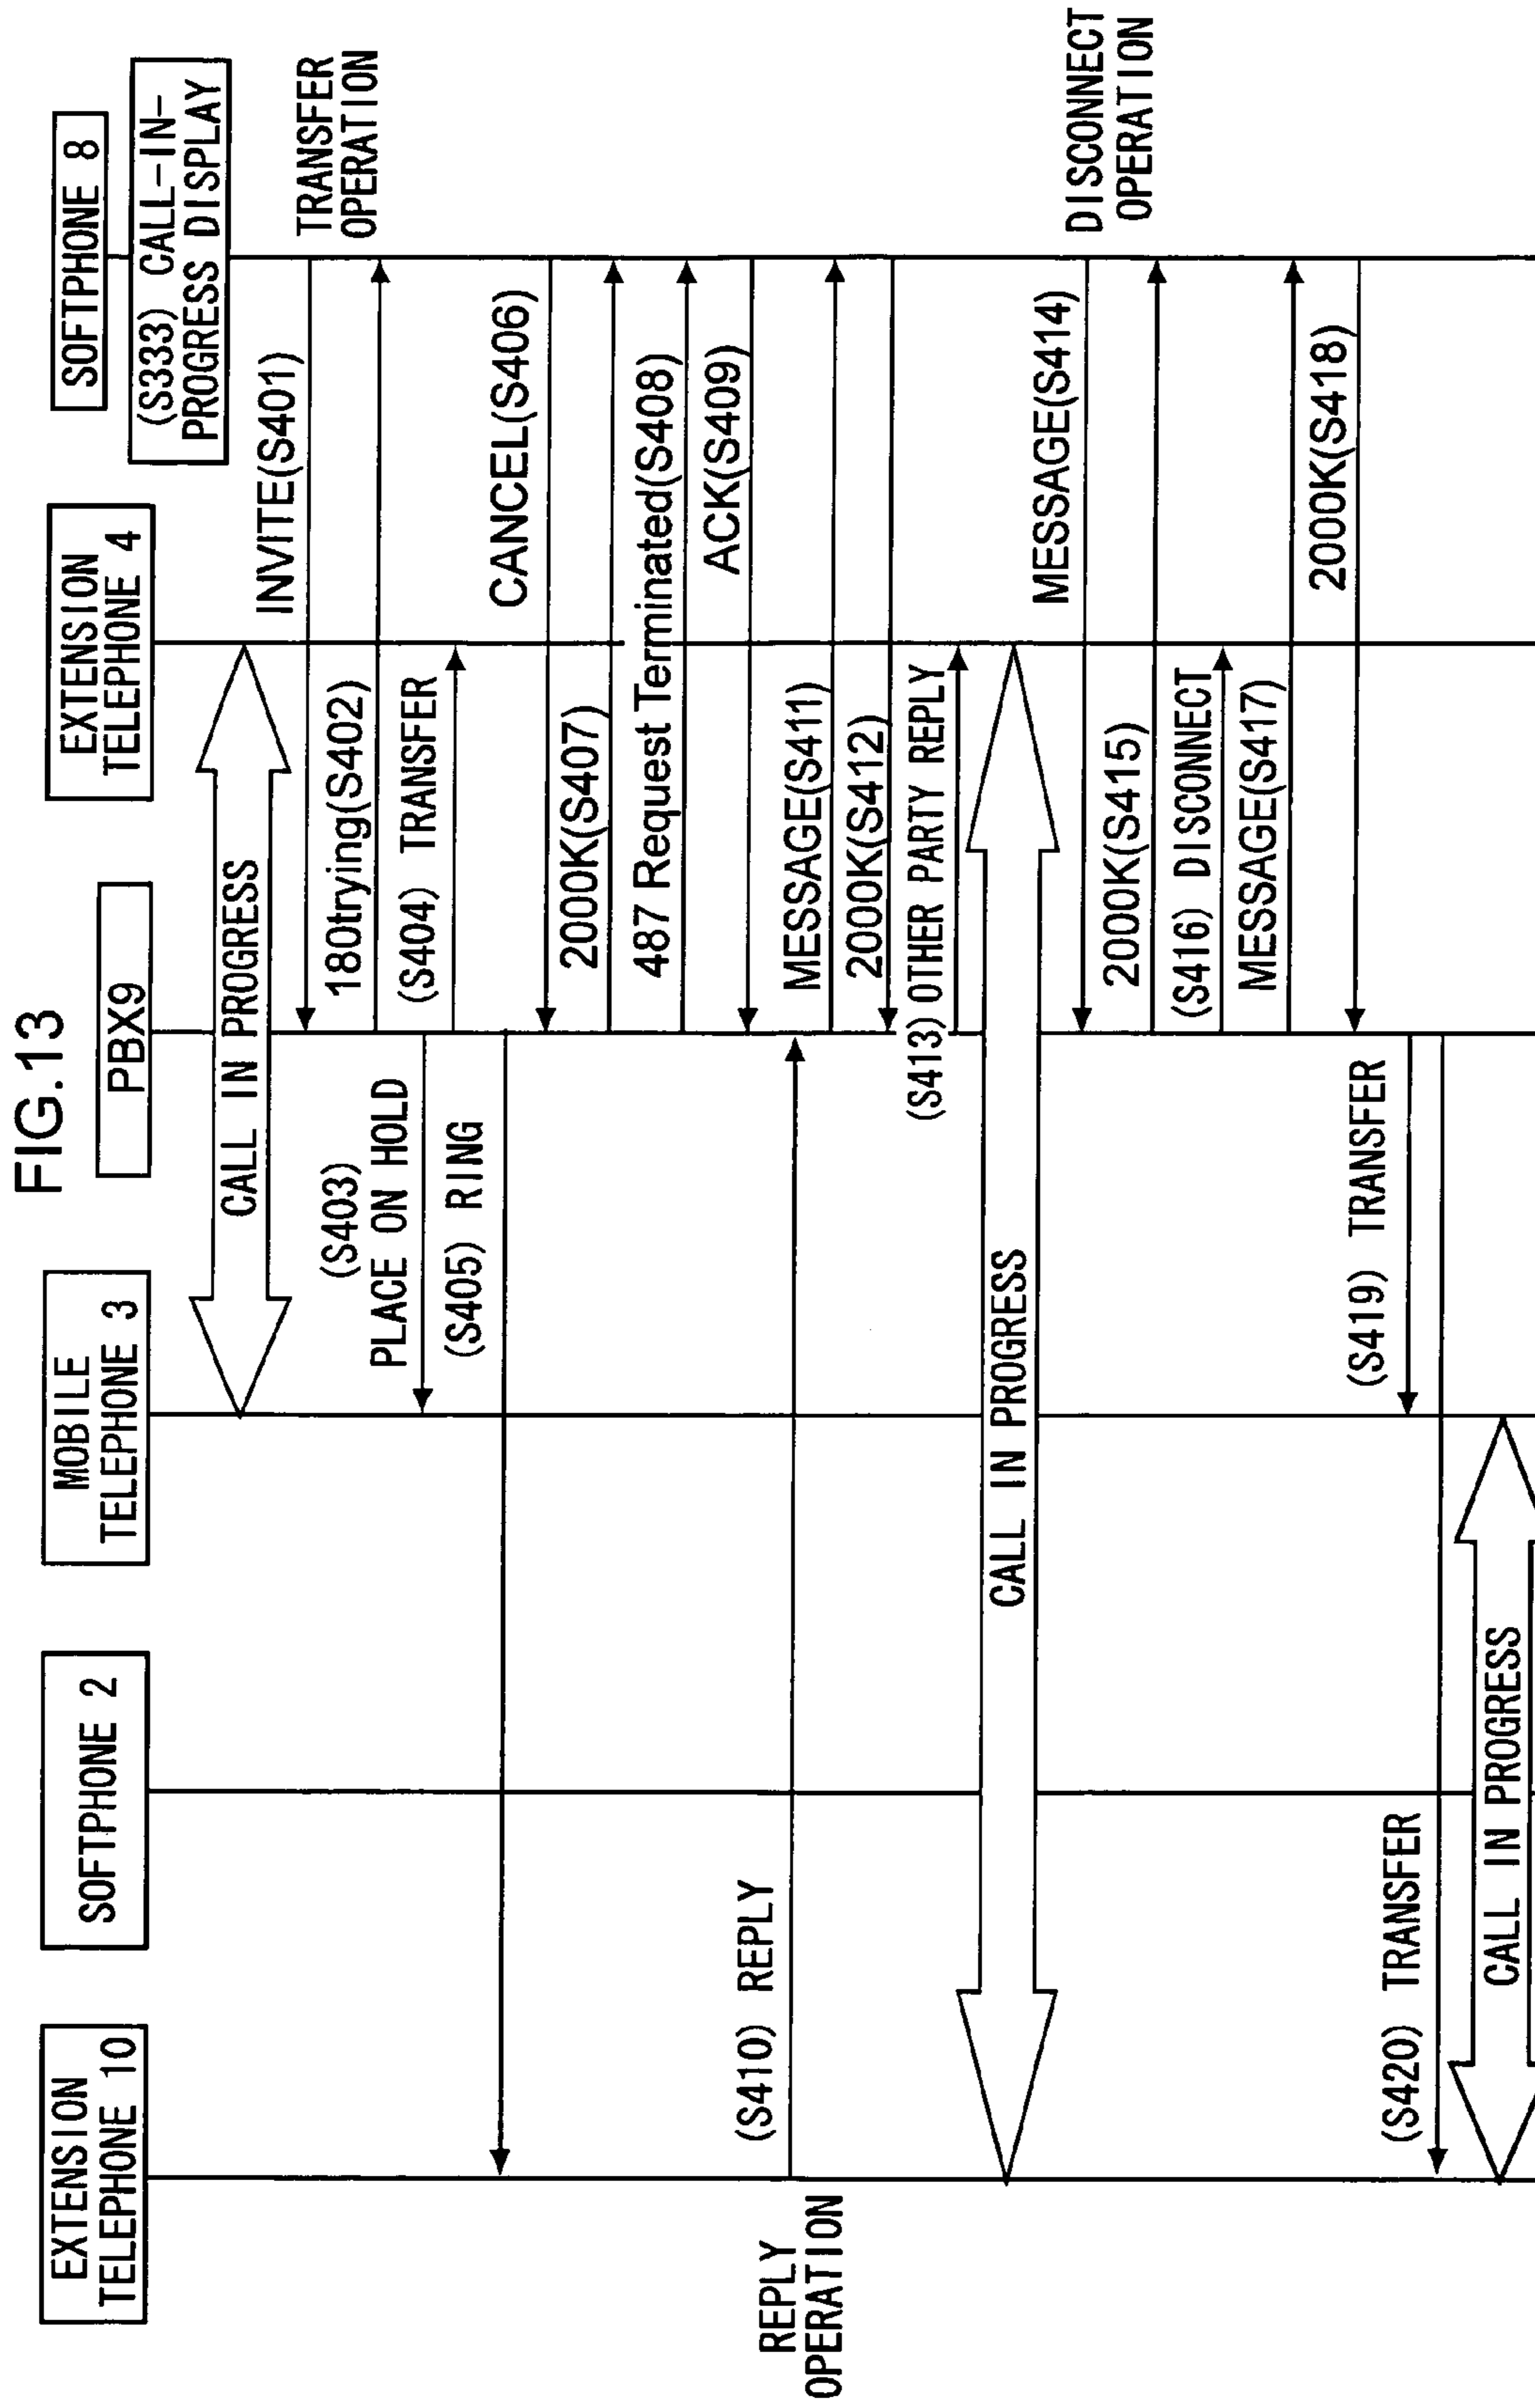 FIG.13
EXTENSION
TELEPHONE 10
SOFTPHONE 2
MOBILE
TELEPHONE 3
PBX9
EXTENSION
TELEPHONE 4
SOFTPHONE 8
(S333) CALL-IN-
PROGRESS DISPLAY
CALL IN PROGRESS
INVITE(S401)
TRANSFER
OPERATION
180trying(S402)
(S403)
PLACE ON HOLD
(S404) TRANSFER
(S405) RING
CANCEL(S406)
2000K(S407)
487 Request Terminated(S408)
ACK(S409)
REPLY
OPERATION
(S410) REPLY
MESSAGE(S411)
2000K(S412)
(S413) OTHER PARTY REPLY
CALL IN PROGRESS
MESSAGE(S414)
DISCONNECT
OPERATION
2000K(S415)
(S416) DISCONNECT
MESSAGE(S417)
2000K(S418)
(S419) TRANSFER
(S420) TRANSFER
CALL IN PROGRESS